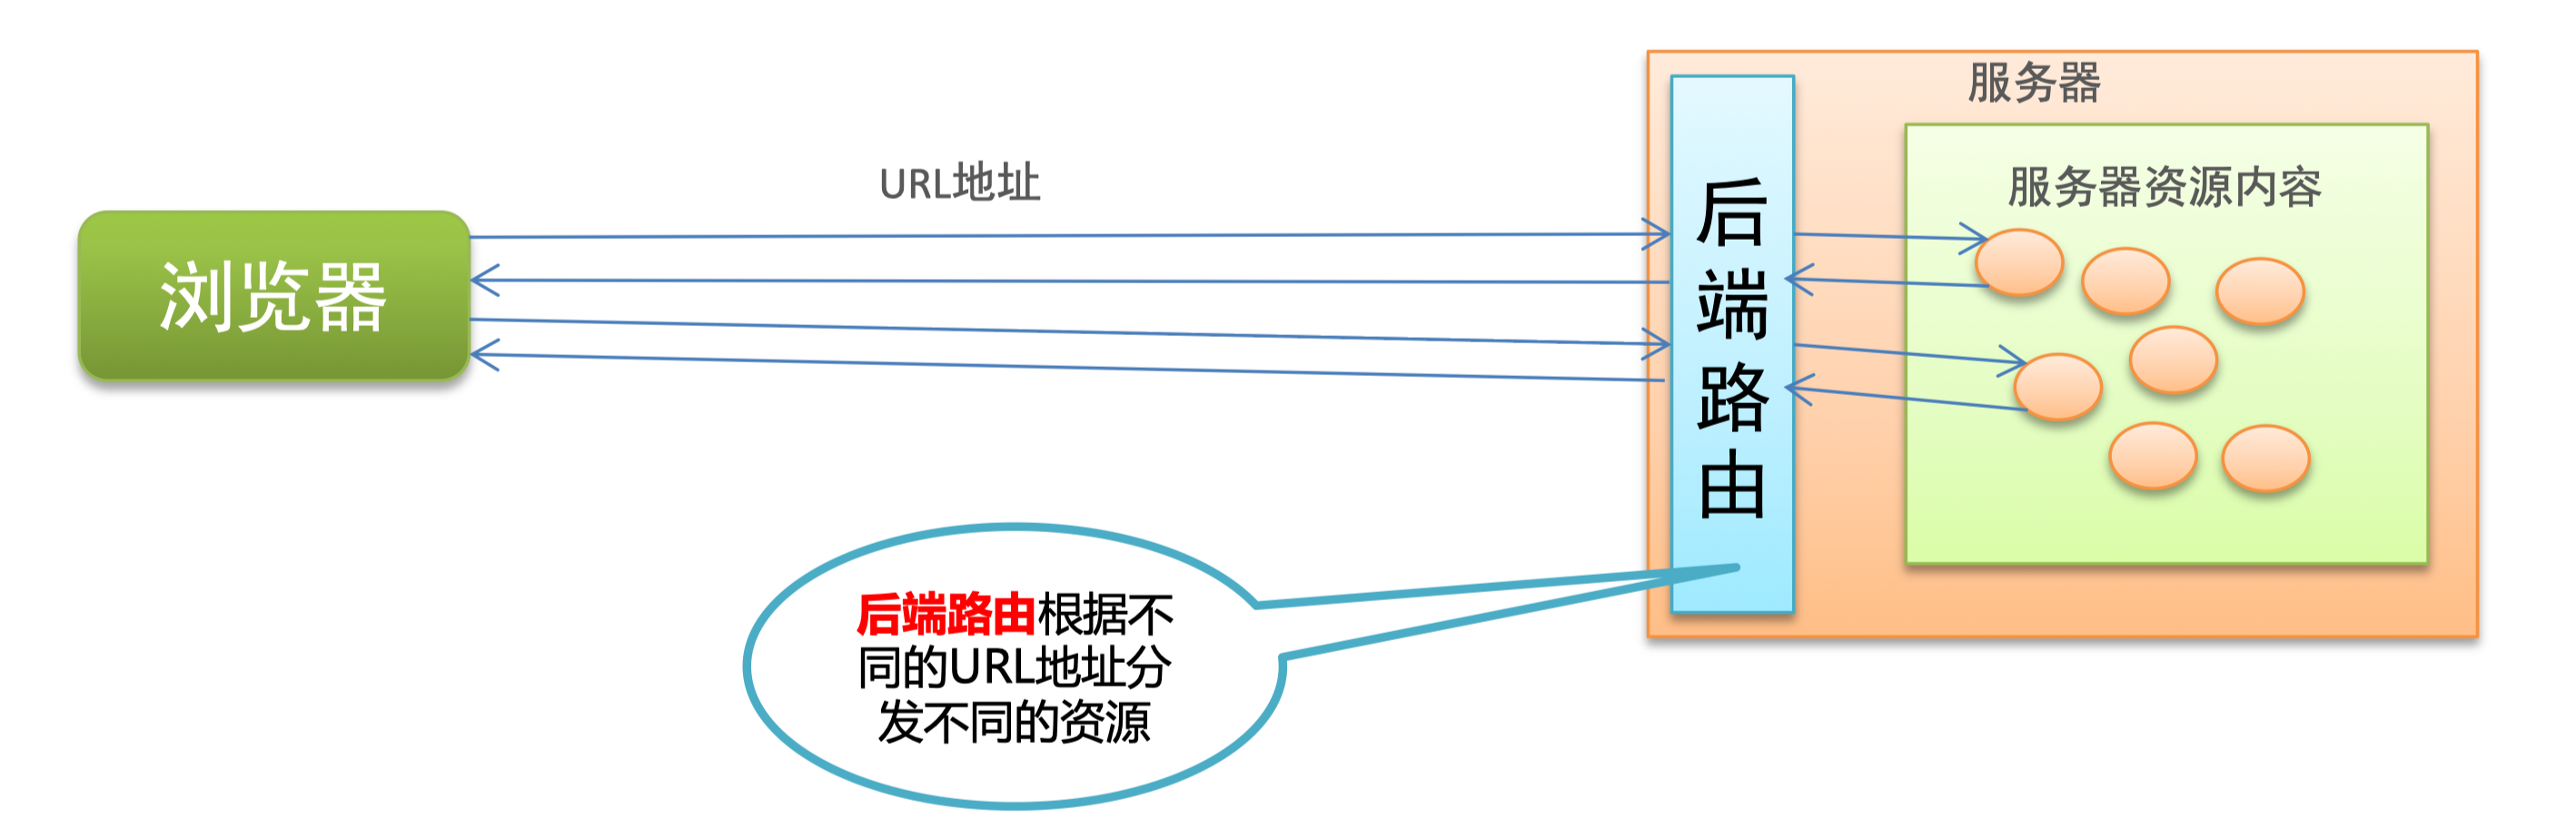 服务器
URL地址
服务器资源内容
浏览器
后端路由
后端路由根据不
同的URL地址分
发不同的资源